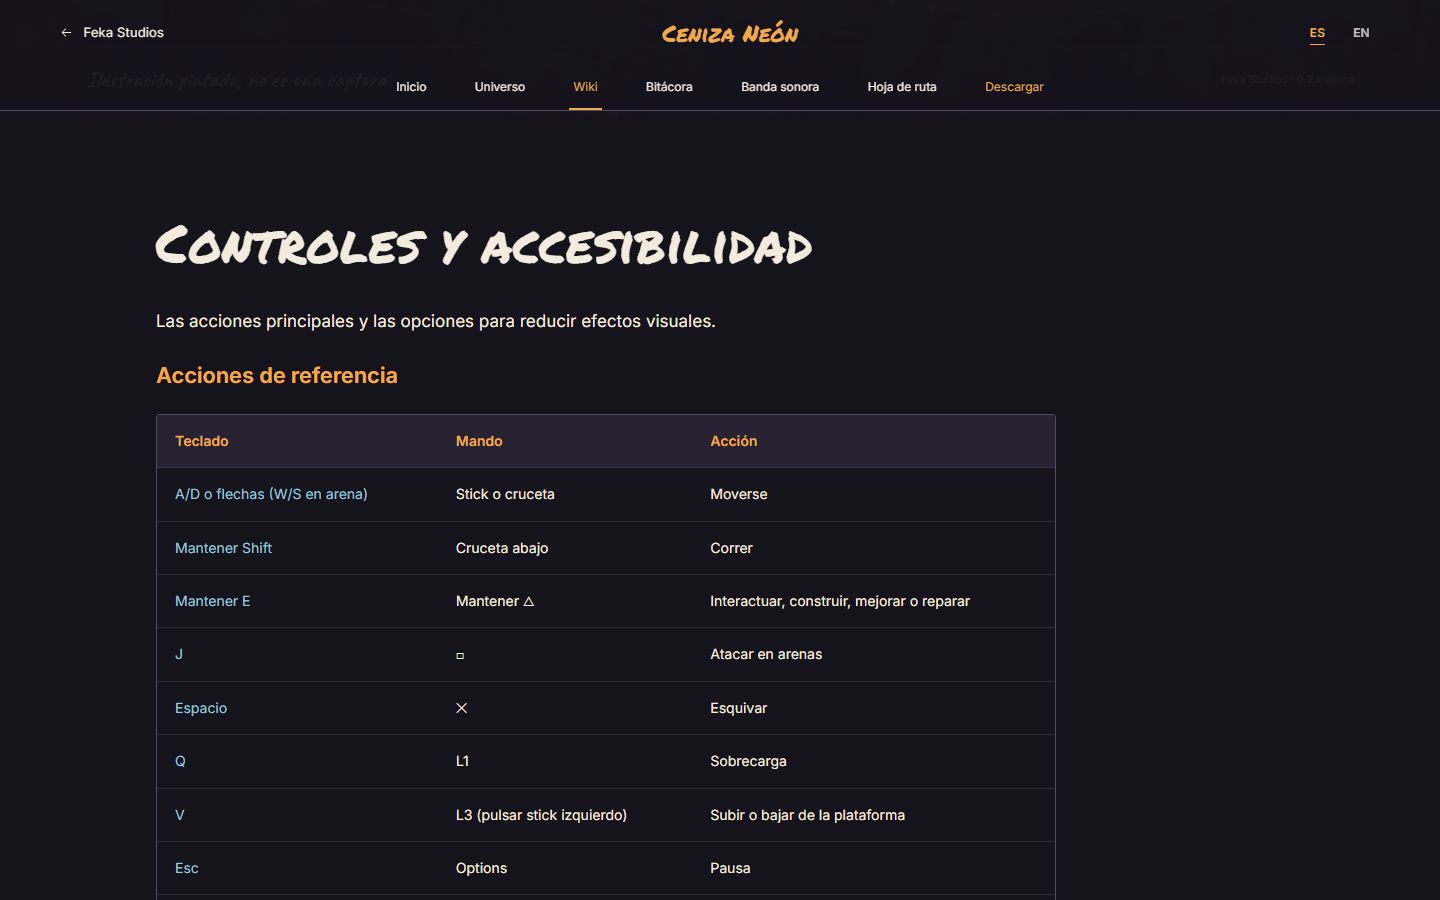 ← Feka Studios
Ceniza Neón
ES EN
Ilustración pintada, no es una captura
Inicio Universo Wiki Bitácora Banda sonora Hoja de ruta Descargar
Controles y accesibilidad
Las acciones principales y las opciones para reducir efectos visuales.
Acciones de referencia
Teclado Mando Acción
A/D o flechas (W/S en arena) Stick o cruceta Moverse
Mantener Shift Cruceta abajo Correr
Mantener E Mantener △ Interactuar, construir, mejorar o reparar
J □ Atacar en arenas
Espacio ✕ Esquivar
Q L1 Sobrecarga
V L3 (pulsar stick izquierdo) Subir o bajar de la plataforma
Esc Options Pausa